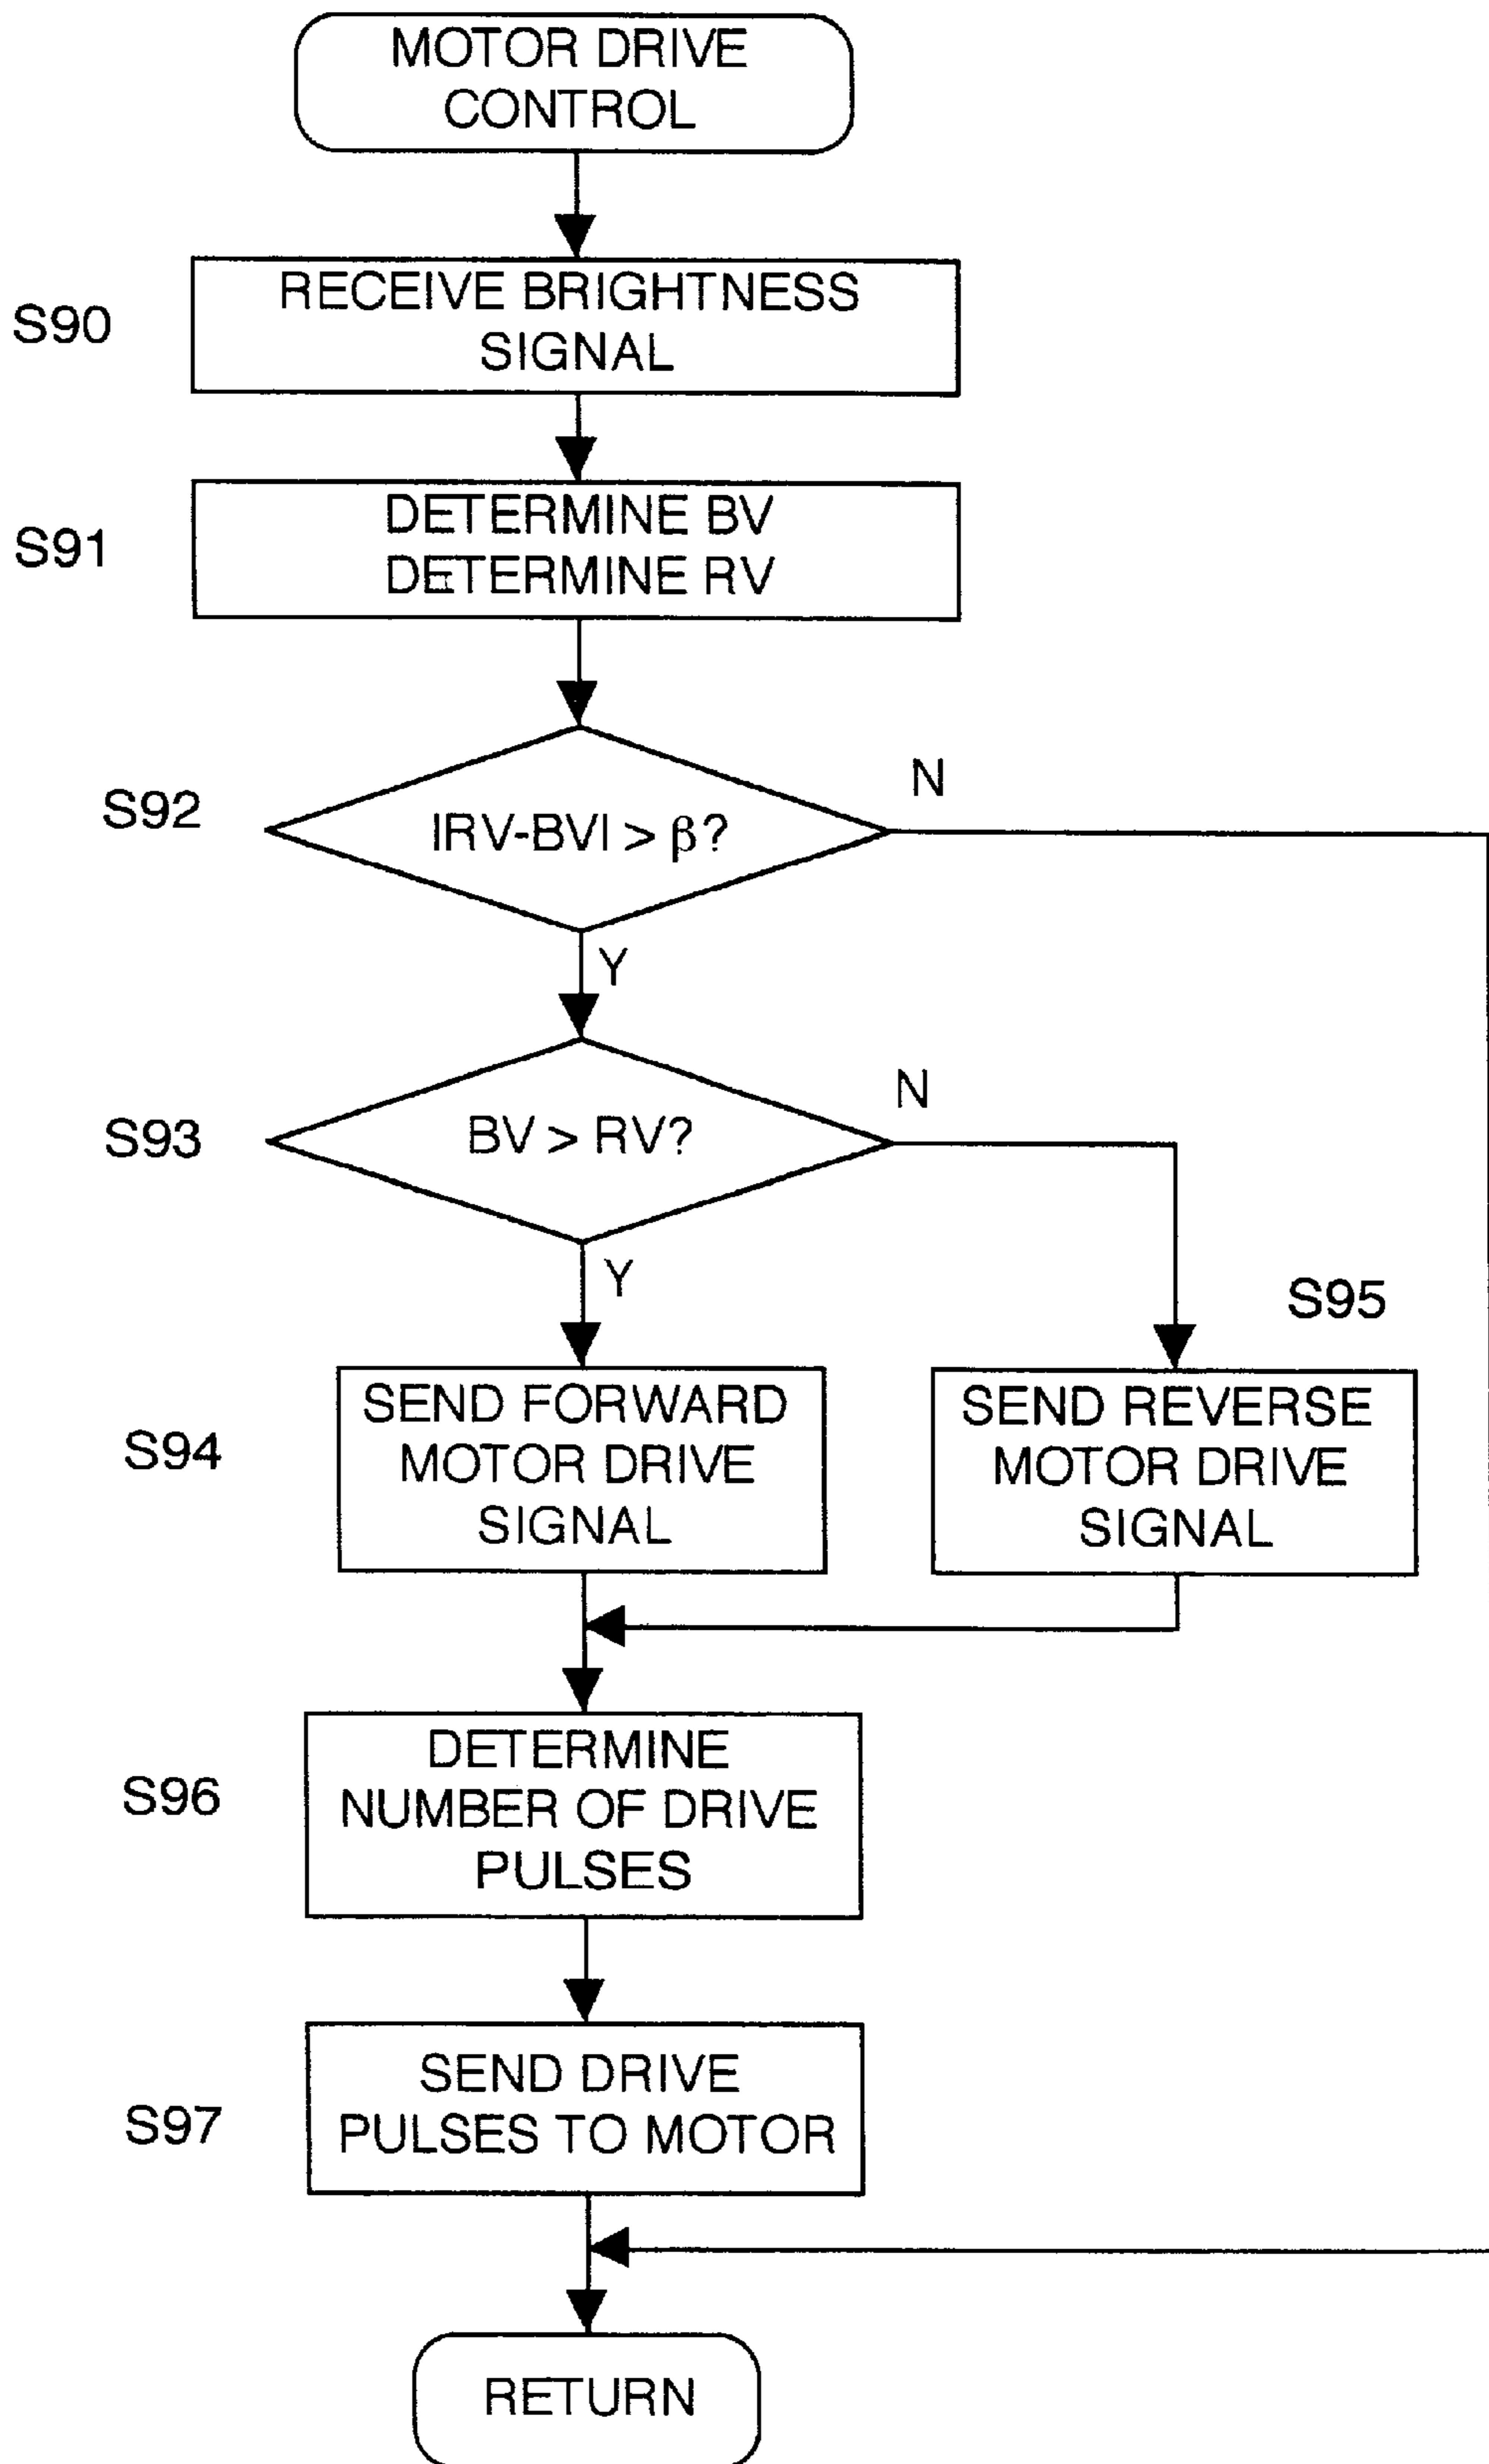 MOTOR DRIVE
CONTROL
S90
RECEIVE BRIGHTNESS
SIGNAL
S91
DETERMINE BV
DETERMINE RV
S92
IRV-BVI > β?
N
Y
S93
BV > RV?
N
Y
S94
SEND FORWARD
MOTOR DRIVE
SIGNAL
S95
SEND REVERSE
MOTOR DRIVE
SIGNAL
S96
DETERMINE
NUMBER OF DRIVE
PULSES
S97
SEND DRIVE
PULSES TO MOTOR
RETURN